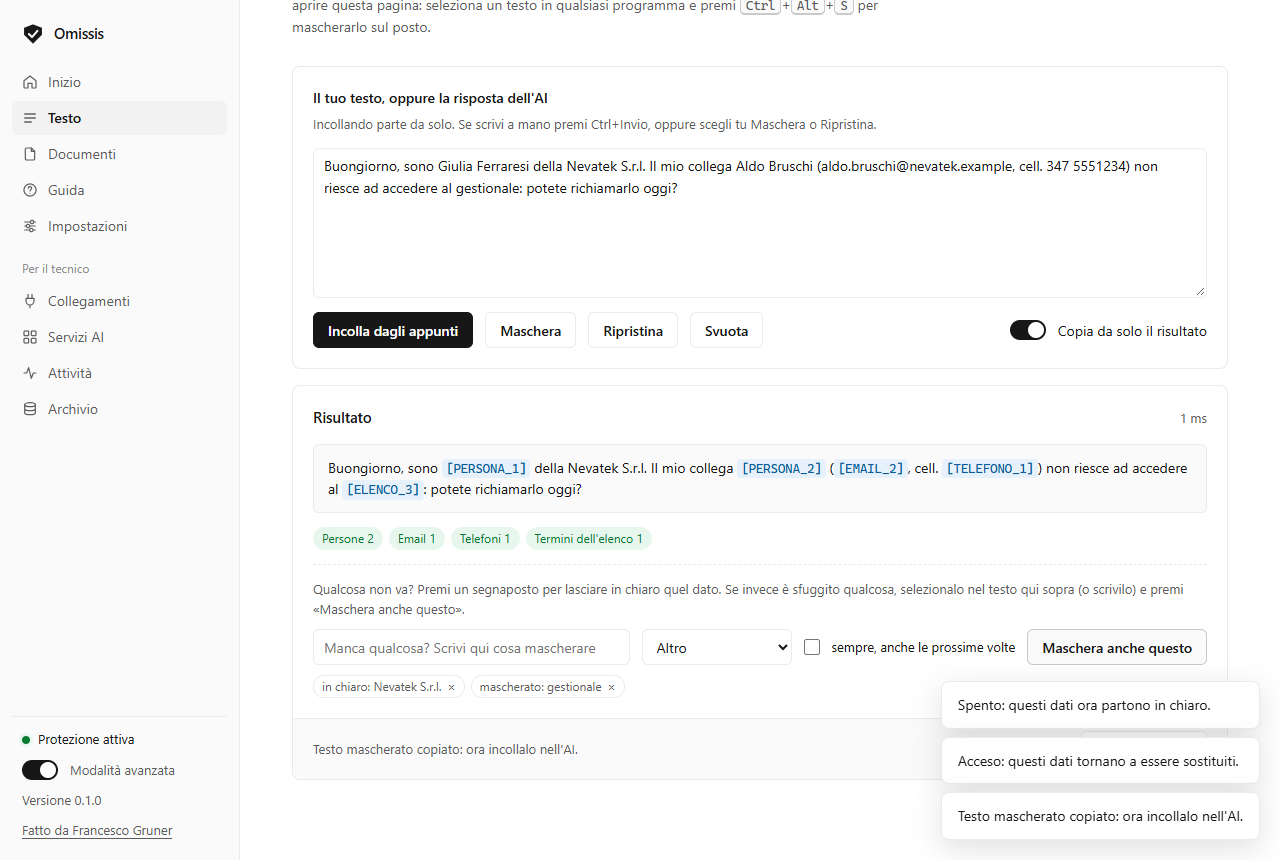 Omissis
Inizio
Testo
Documenti
Guida
Impostazioni
Per il tecnico
Collegamenti
Servizi AI
Attività
Archivio
Protezione attiva
Modalità avanzata
Versione 0.1.0
Fatto da Francesco Gruner
aprire questa pagina: seleziona un testo in qualsiasi programma e premi Ctrl+Alt+S per
mascherarlo sul posto.
Il tuo testo, oppure la risposta dell'AI
Incollando parte da solo. Se scrivi a mano premi Ctrl+Invio, oppure scegli tu Maschera o Ripristina.
Buongiorno, sono Giulia Ferraresi della Nevatek S.r.l. Il mio collega Aldo Bruschi (aldo.bruschi@nevatek.example, cell. 347 5551234) non
riesce ad accedere al gestionale: potete richiamarlo oggi?
Incolla dagli appunti Maschera Ripristina Svuota Copia da solo il risultato
Risultato 1 ms
Buongiorno, sono [PERSONA_1] della Nevatek S.r.l. Il mio collega [PERSONA_2] ([EMAIL_2], cell. [TELEFONO_1]) non riesce ad accedere
al [ELENCO_3]: potete richiamarlo oggi?
Persone 2 Email 1 Telefoni 1 Termini dell'elenco 1
Qualcosa non va? Premi un segnaposto per lasciare in chiaro quel dato. Se invece è sfuggito qualcosa, selezionalo nel testo qui sopra (o scrivilo) e premi
«Maschera anche questo».
Manca qualcosa? Scrivi qui cosa mascherare Altro sempre, anche le prossime volte Maschera anche questo
in chiaro: Nevatek S.r.l. × mascherato: gestionale ×
Testo mascherato copiato: ora incollalo nell'AI.
Spento: questi dati ora partono in chiaro.
Acceso: questi dati tornano a essere sostituiti.
Testo mascherato copiato: ora incollalo nell'AI.